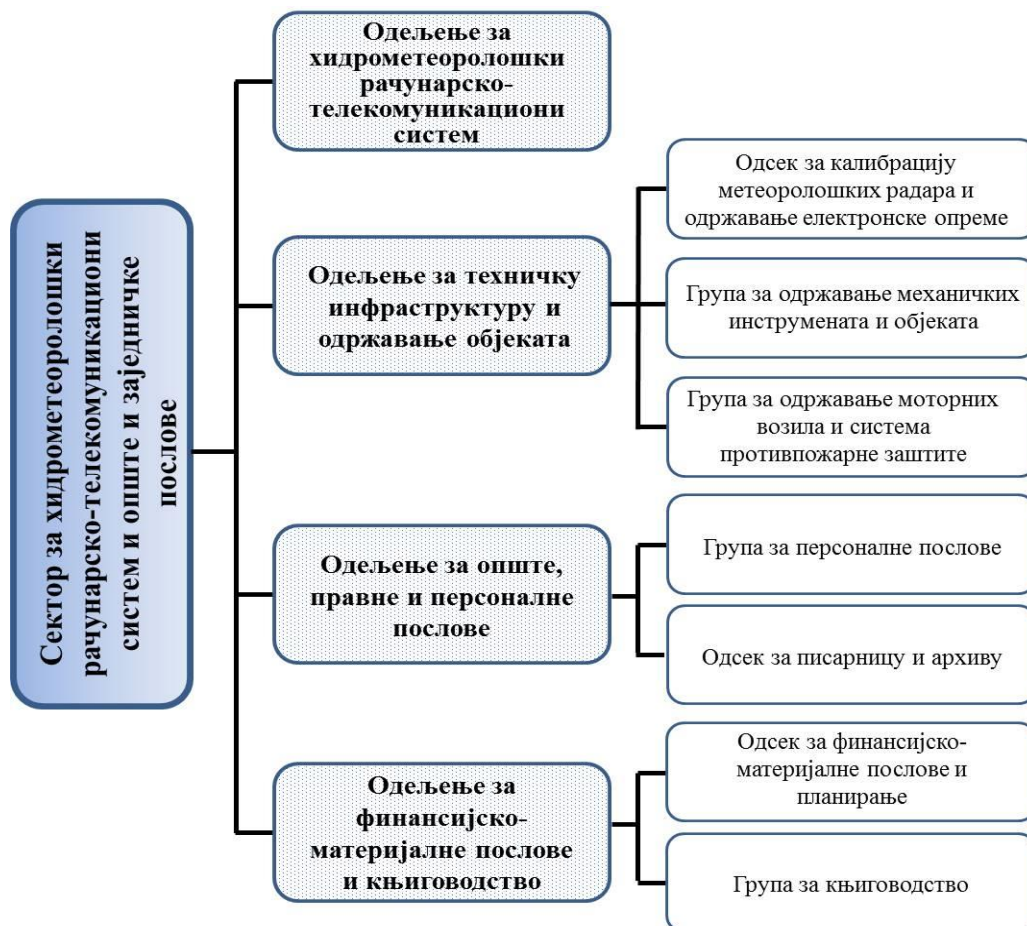 Сектор за хидрометеоролошки
рачунарско-телекомуникациони
систем и опште и заједничке
послове
Одељење за
хидрометеоролошки
рачунарско-
телекомуникациони
систем
Одељење за техничку
инфраструктуру и
одржавање објеката
Одсек за калибрацију
метеоролошких радара и
одржавање електронске опреме
Група за одржавање механичких
инструмената и објеката
Група за одржавање моторних
возила и система
противпожарне заштите
Одељење за опште,
правне и персоналне
послове
Група за персоналне послове
Одсек за писарницу и архиву
Одељење за
финансијско-
материјалне послове
и књиговодство
Одсек за финансијско-
материјалне послове и
планирање
Група за књиговодство